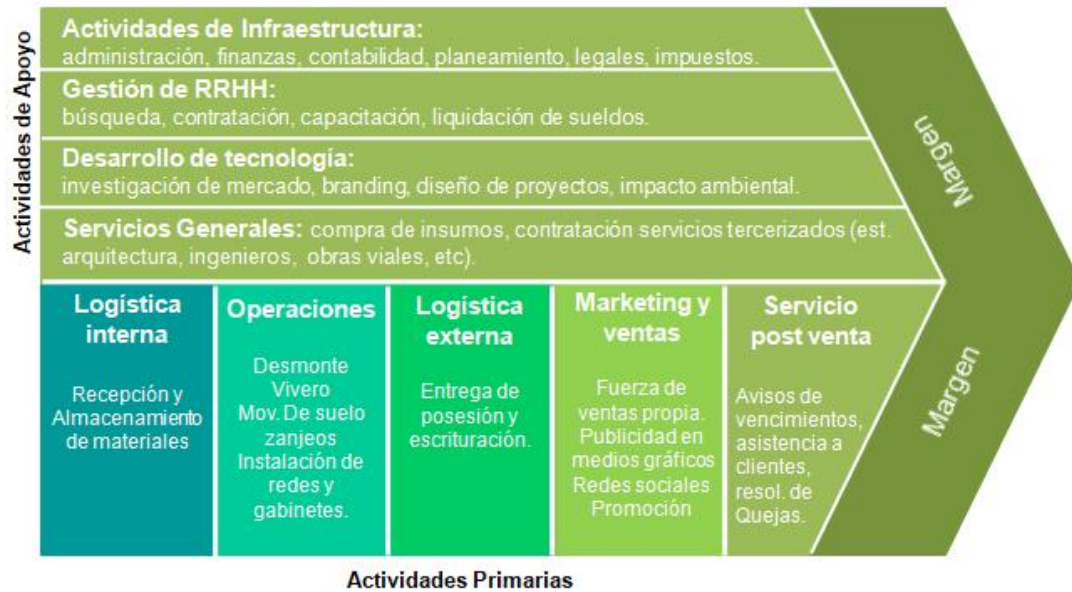 Actividades de Apoyo
Actividades de Infraestructura:
administración, finanzas, contabilidad, planeamiento, legales, impuestos.
Gestión de RRHH:
búsqueda, contratación, capacitación, liquidación de sueldos.
Desarrollo de tecnología:
investigación de mercado, branding, diseño de proyectos, impacto ambiental.
Servicios Generales: compra de insumos, contratación servicios tercerizados (est.
arquitectura, ingenieros, obras viales, etc).
Margen
Logística
interna
Recepción y
Almacenamiento
de materiales
Operaciones
Desmonte
Vivero
Mov. De suelo
zanjeos
Instalación de
redes y
gabinetes.
Logística
externa
Entrega de
posesión y
escrituración.
Marketing y
ventas
Fuerza de
ventas propia.
Publicidad en
medios gráficos
Redes sociales
Promoción
Servicio
post venta
Avisos de
vencimientos,
asistencia a
clientes,
resol. de
Quejas.
Margen
Actividades Primarias